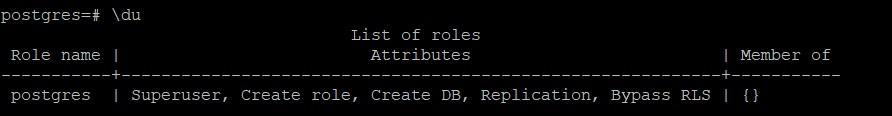 postgres=# \du
                                   List of roles
 Role name |                         Attributes                         | Member of
-----------+------------------------------------------------------------+-----------
 postgres  | Superuser, Create role, Create DB, Replication, Bypass RLS | {}